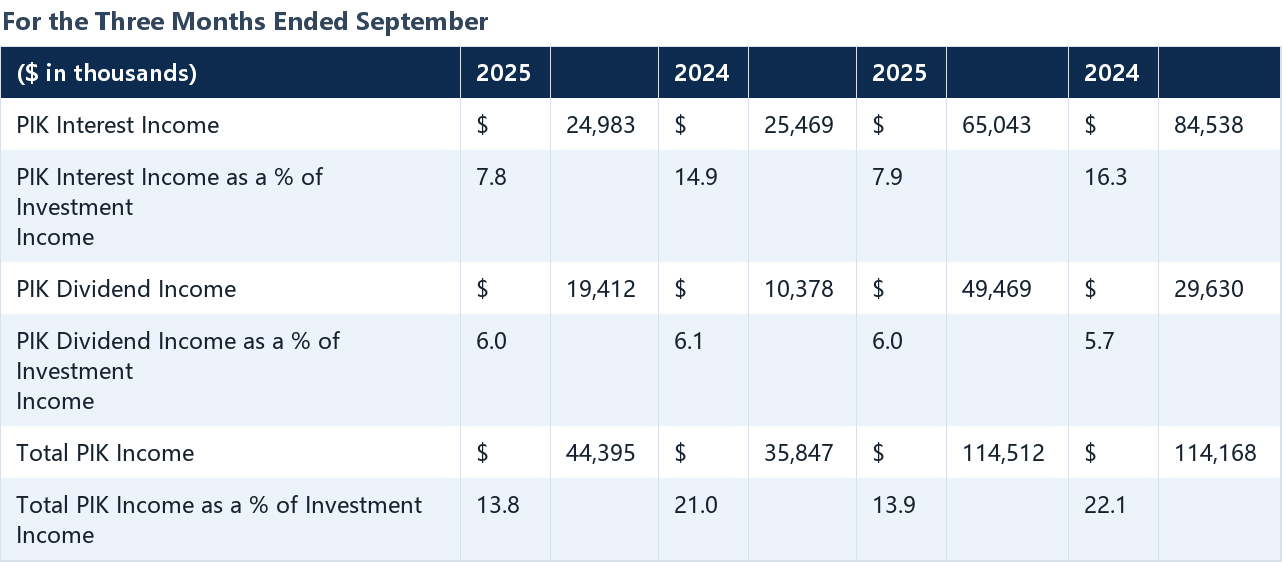 For the Three Months Ended September
($ in thousands) 2025 2024 2025 2024
PIK Interest Income $ 24,983 $ 25,469 $ 65,043 $ 84,538
PIK Interest Income as a % of 7.8 14.9 7.9 16.3
Investment
Income
PIK Dividend Income $ 19,412 $ 10,378 $ 49,469 $ 29,630
PIK Dividend Income as a % of 6.0 6.1 6.0 5.7
Investment
Income
Total PIK Income $ 44,395 $ 35,847 $ 114,512 $ 114,168
Total PIK Income as a % of Investment 13.8 21.0 13.9 22.1
Income